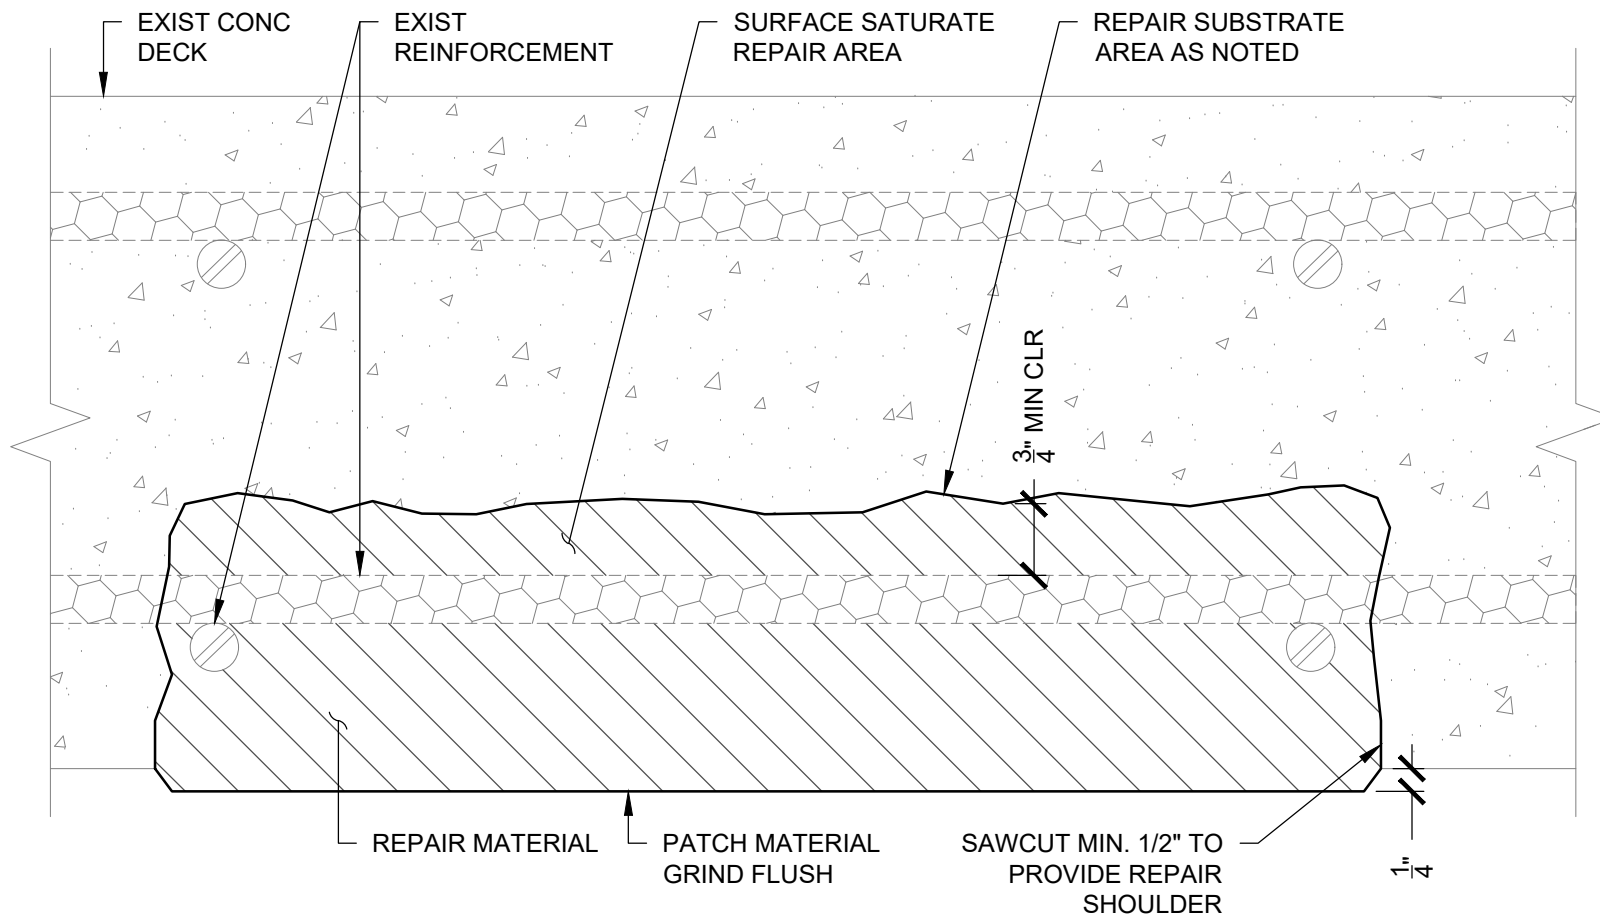 EXIST CONC
DECK
EXIST
REINFORCEMENT
SURFACE SATURATE
REPAIR AREA
REPAIR SUBSTRATE
AREA AS NOTED
3/4" MIN CLR
REPAIR MATERIAL
PATCH MATERIAL
GRIND FLUSH
SAWCUT MIN. 1/2" TO
PROVIDE REPAIR
SHOULDER
1/4"